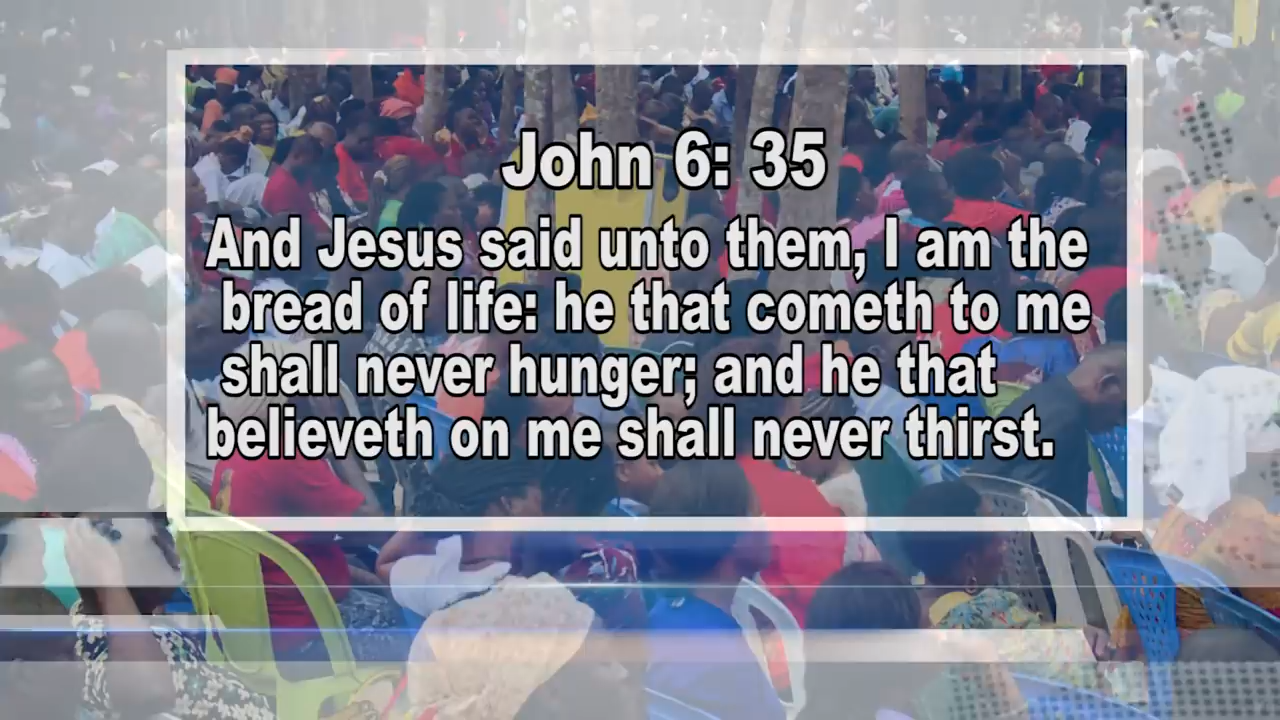 John 6: 35
And Jesus said unto them, I am the
bread of life: he that cometh to me
shall never hunger; and he that
believeth on me shall never thirst.